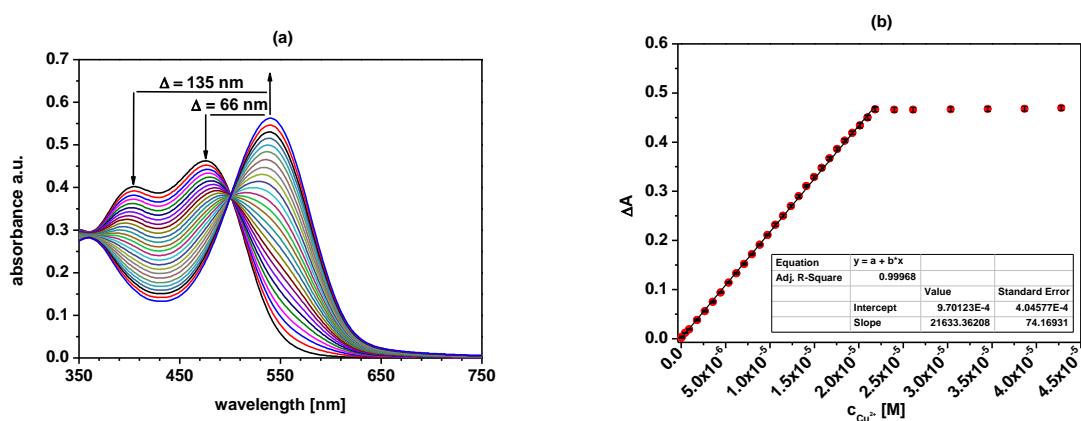 (a)
0.7
0.6
0.5
0.4
0.3
0.2
0.1
0.0
absorbance a.u.
Δ = 135 nm
Δ = 66 nm
350 450 550 650 750
wavelength [nm]
(b)
0.6
0.5
0.4
0.3
0.2
0.1
0.0
ΔA
Equation y = a + b*x
Adj. R-Square 0.99968
Value Standard Error
Intercept 9.70123E-4 4.04577E-4
Slope 21633.36208 74.16931
0.0 5.0x10⁻⁶ 1.0x10⁻⁵ 1.5x10⁻⁵ 2.0x10⁻⁵ 2.5x10⁻⁵ 3.0x10⁻⁵ 3.5x10⁻⁵ 4.0x10⁻⁵ 4.5x10⁻⁵
c_Cu²⁺ [M]